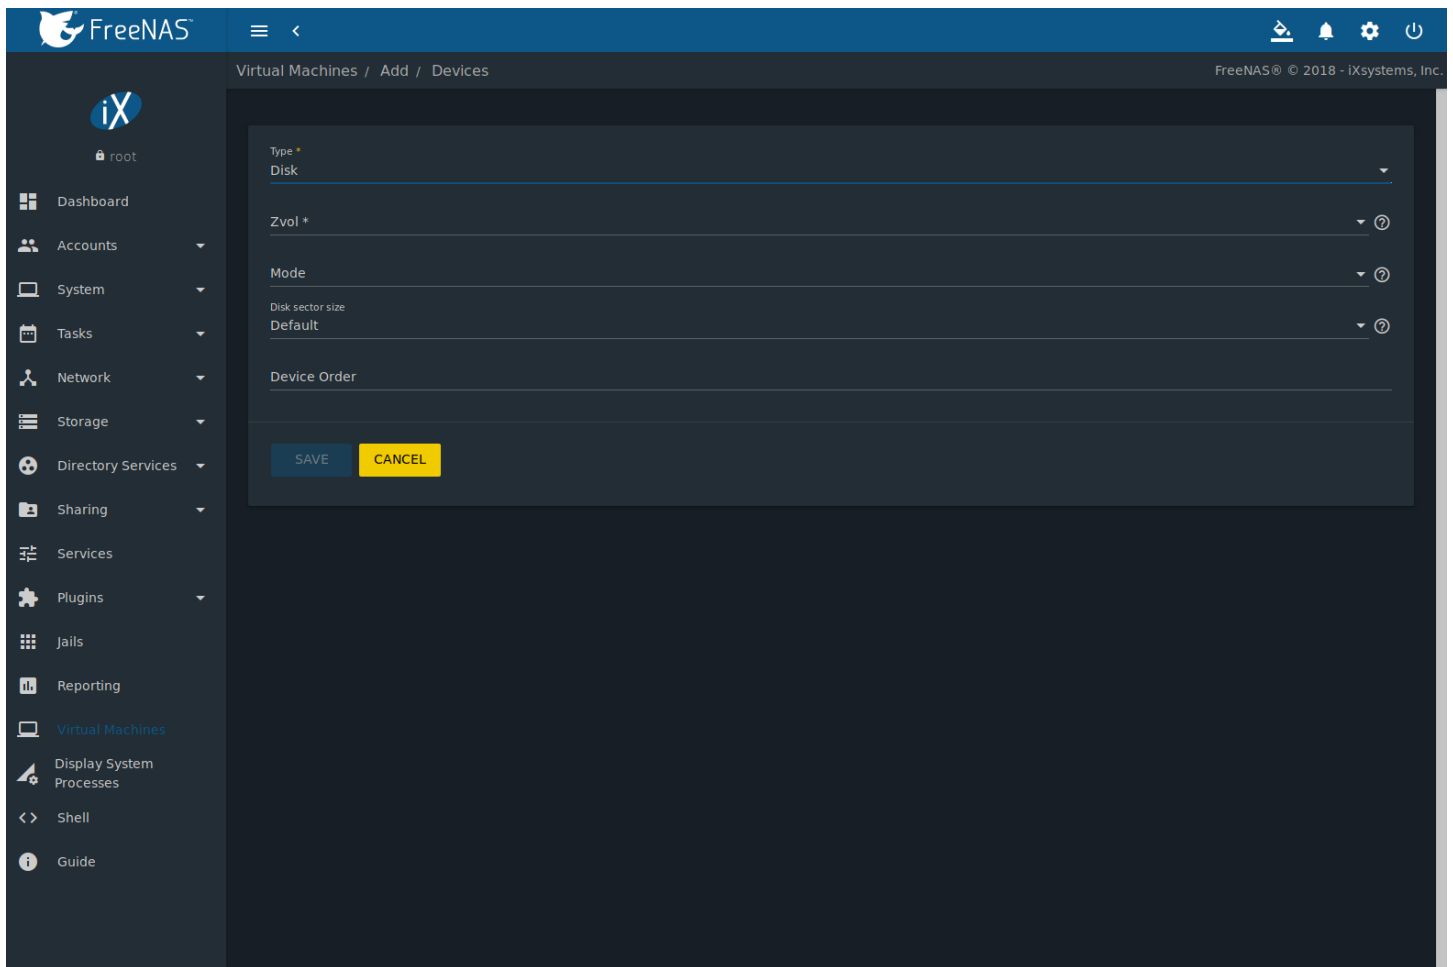 FreeNAS™
Virtual Machines / Add / Devices
FreeNAS® © 2018 - iXsystems, Inc.
iX
root
Dashboard
Accounts
System
Tasks
Network
Storage
Directory Services
Sharing
Services
Plugins
Jails
Reporting
Virtual Machines
Display System
Processes
Shell
Guide
Type *
Disk
Zvol *
Mode
Disk sector size
Default
Device Order
SAVE CANCEL